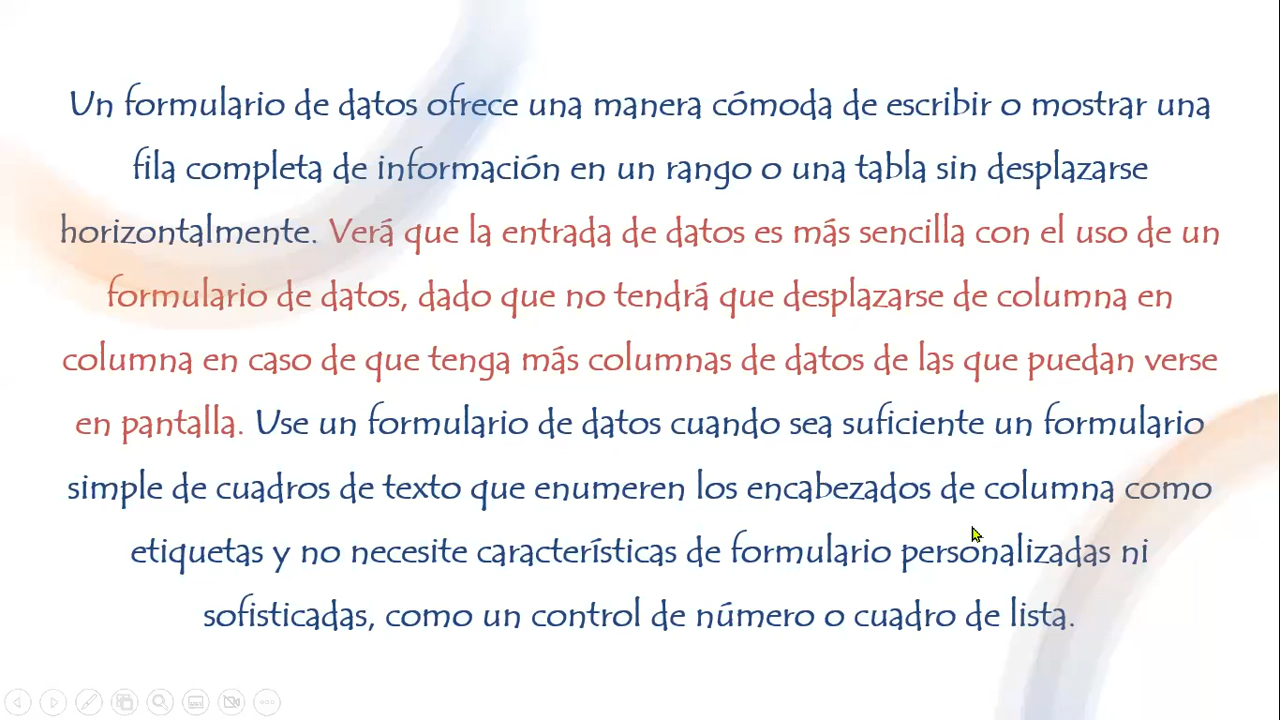 Un formulario de datos ofrece una manera cómoda de escribir o mostrar una
fila completa de información en un rango o una tabla sin desplazarse
horizontalmente. Verá que la entrada de datos es más sencilla con el uso de un
formulario de datos, dado que no tendrá que desplazarse de columna en
columna en caso de que tenga más columnas de datos de las que puedan verse
en pantalla. Use un formulario de datos cuando sea suficiente un formulario
simple de cuadros de texto que enumeren los encabezados de columna como
etiquetas y no necesite características de formulario personalizadas ni
sofisticadas, como un control de número o cuadro de lista.